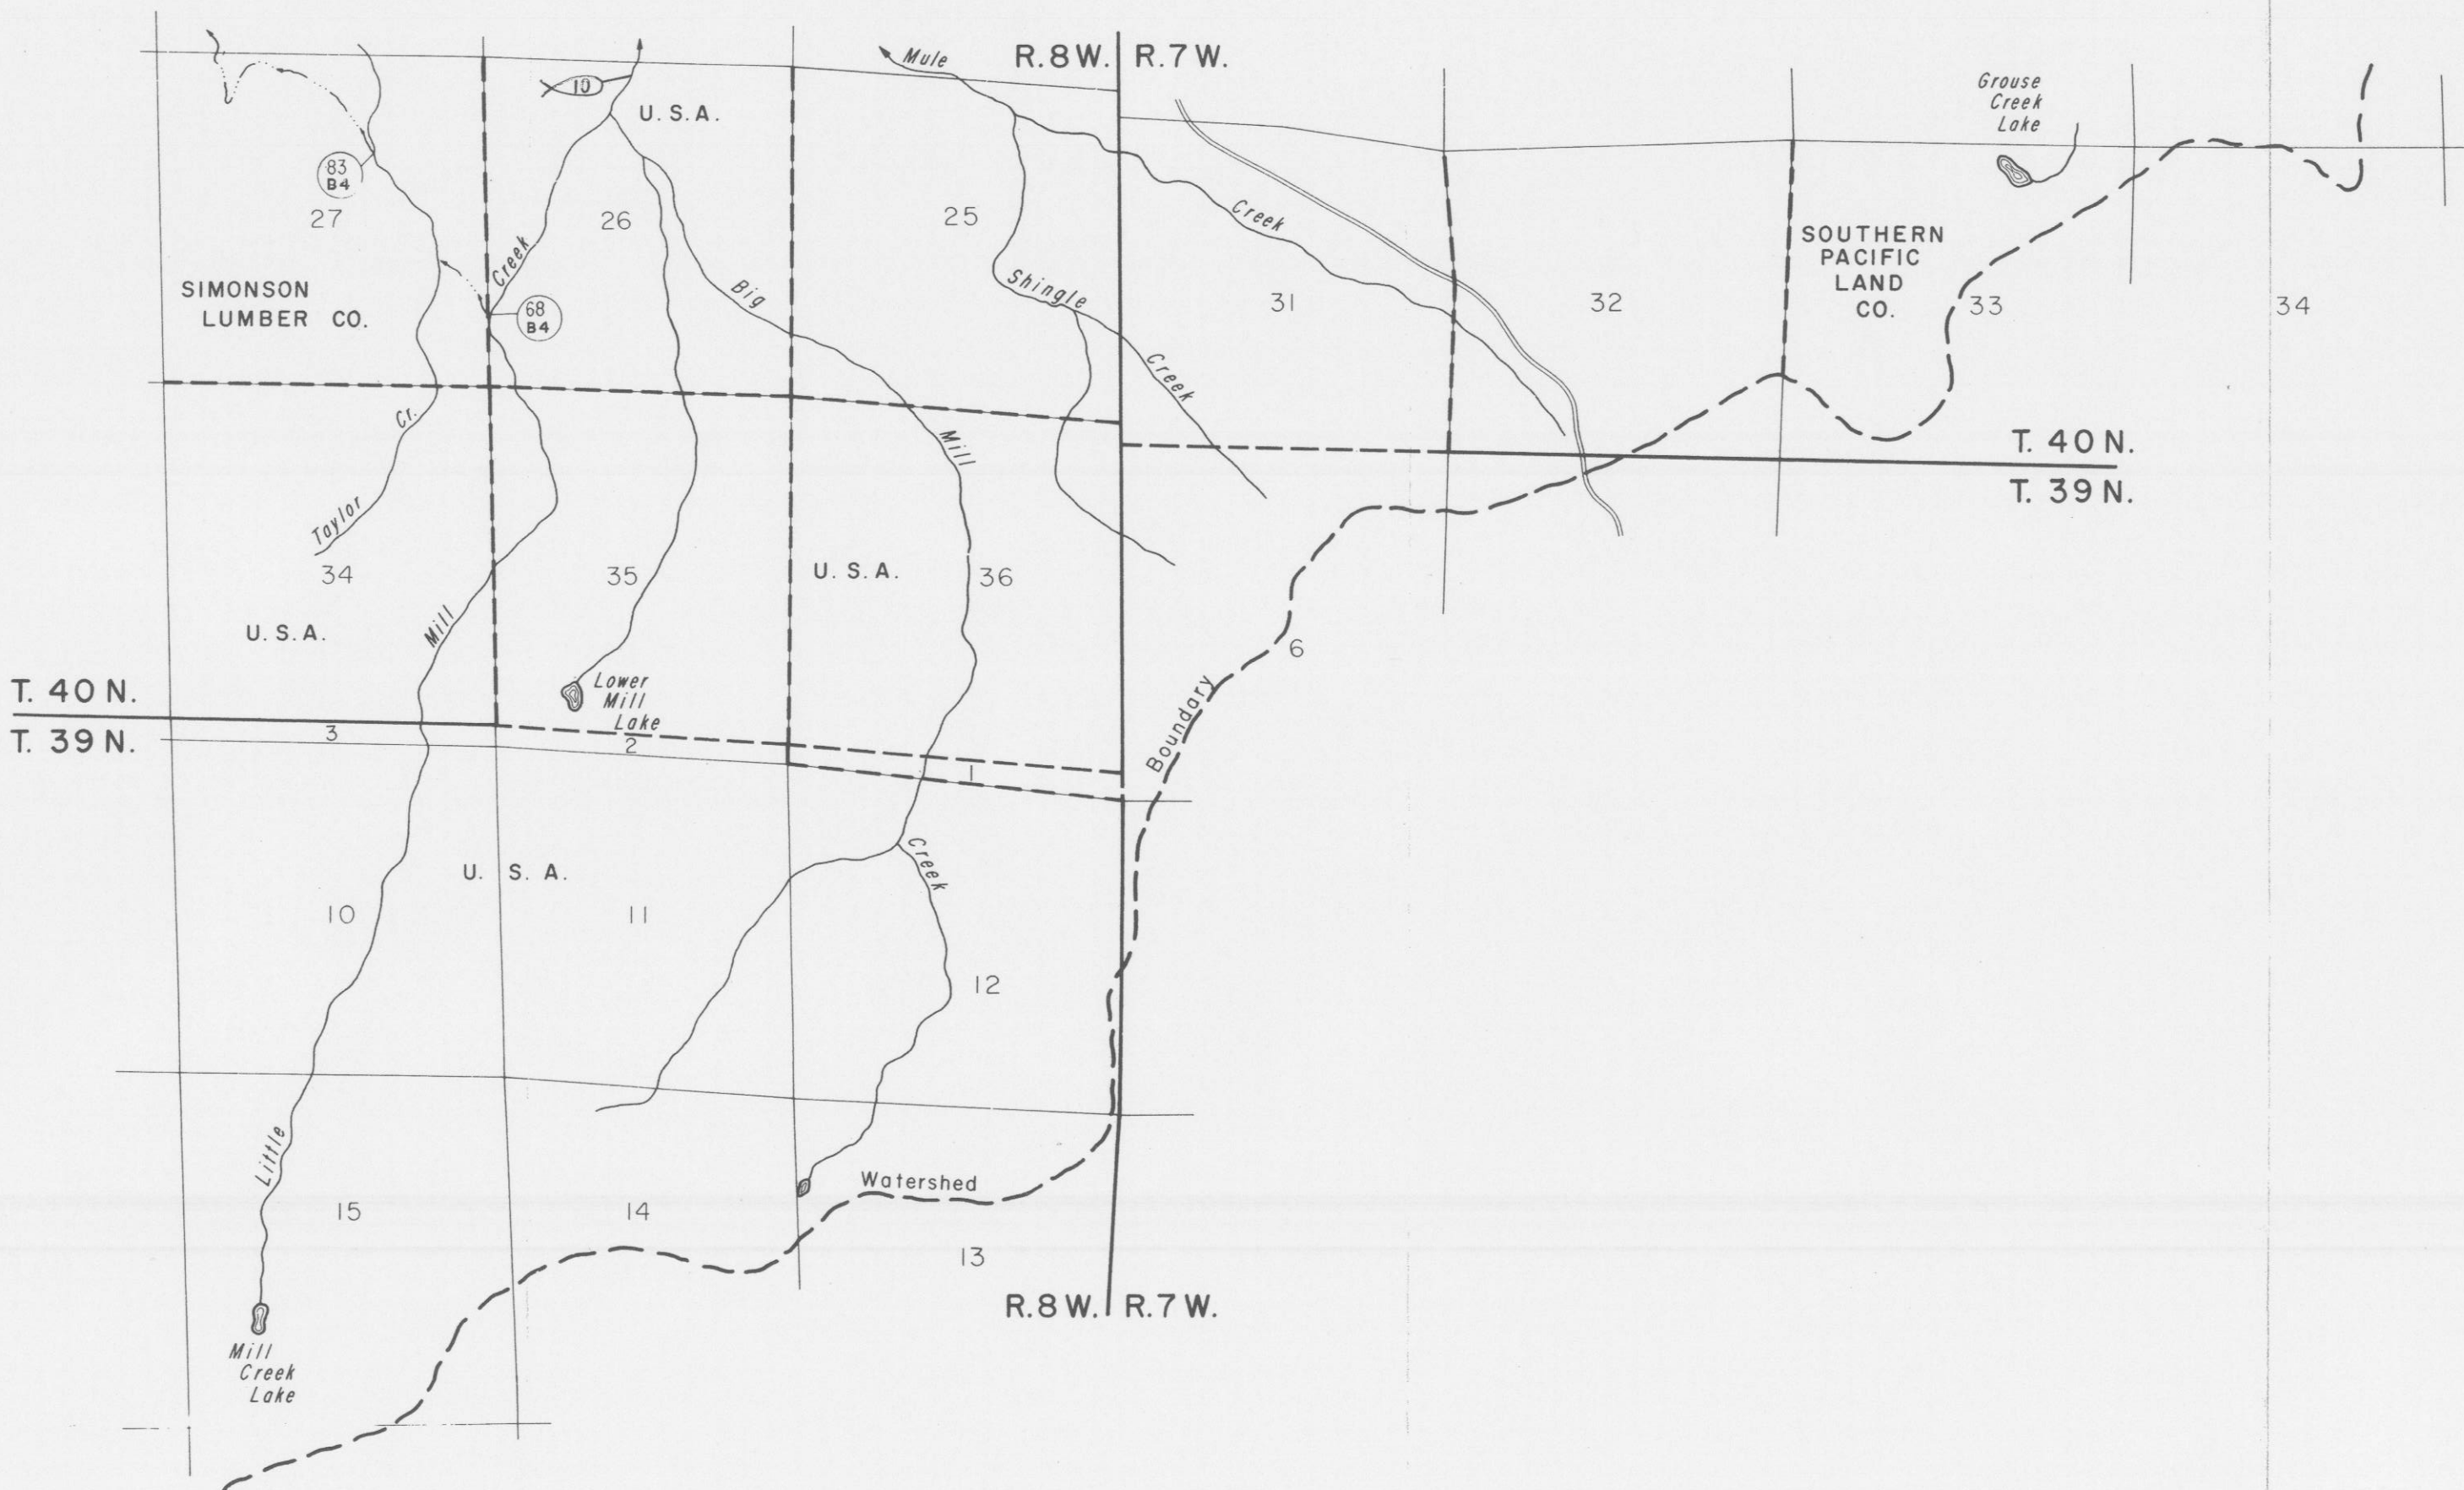 R.8W. R.7W.
Mule
Grouse
Creek
Lake
10
U.S.A.
83
B4
27
26
25
Creek
SOUTHERN
PACIFIC
LAND
CO.
Creek
SIMONSON
LUMBER CO.
Big
Shingle
31
32
33
34
68
B4
Creek
Cr.
Mill
T. 40 N.
T. 39 N.
Taylor
34
35
U.S.A.
36
U.S.A.
Mill
6
Lower
Mill
Lake
T. 40 N.
T. 39 N.
3
2
1
Boundary
U. S. A.
Creek
10
11
12
Little
Watershed
15
14
13
R.8W. R.7W.
Mill
Creek
Lake